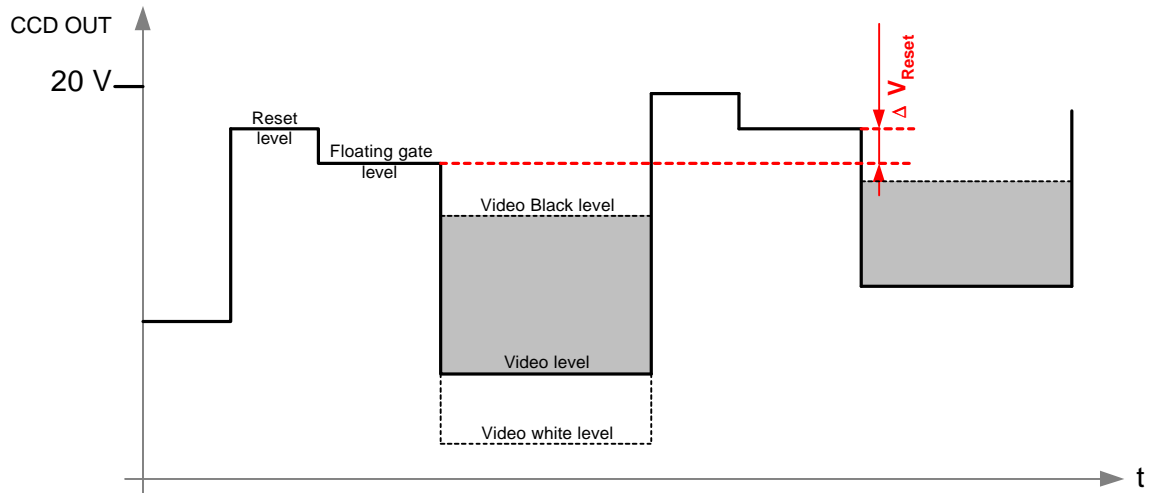 CCD OUT
20 V
Reset
level
Floating gate
level
Video Black level
Video level
Video white level
Δ V Reset
t